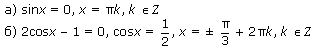 а) sinx = 0, x = πk, k ϵ Z
б) 2cosx – 1 = 0, cosx = 1/2, x = ± π/3 + 2πk, k ϵ Z